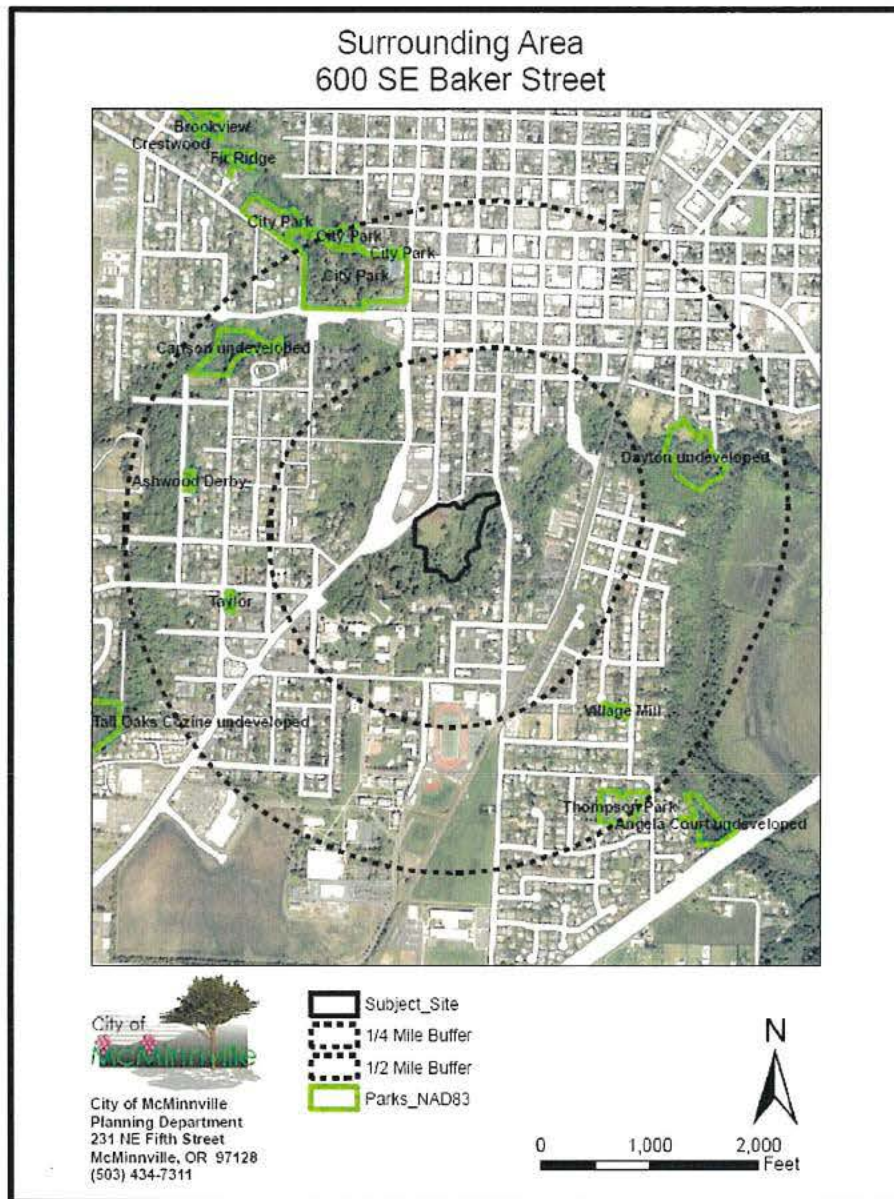 Surrounding Area
600 SE Baker Street
Brookview
Crestwood
Fir Ridge
City Park
City Park
City Park
City Park
Carlson undeveloped
Dayton undeveloped
Ashwood Derby
Taylor
Village Mill
Tall Oaks Cozine undeveloped
Thompson Park
Angela Court undeveloped
City of
McMinnville
City of McMinnville
Planning Department
231 NE Fifth Street
McMinnville, OR 97128
(503) 434-7311
Subject_Site
1/4 Mile Buffer
1/2 Mile Buffer
Parks_NAD83
N
0 1,000 2,000
Feet